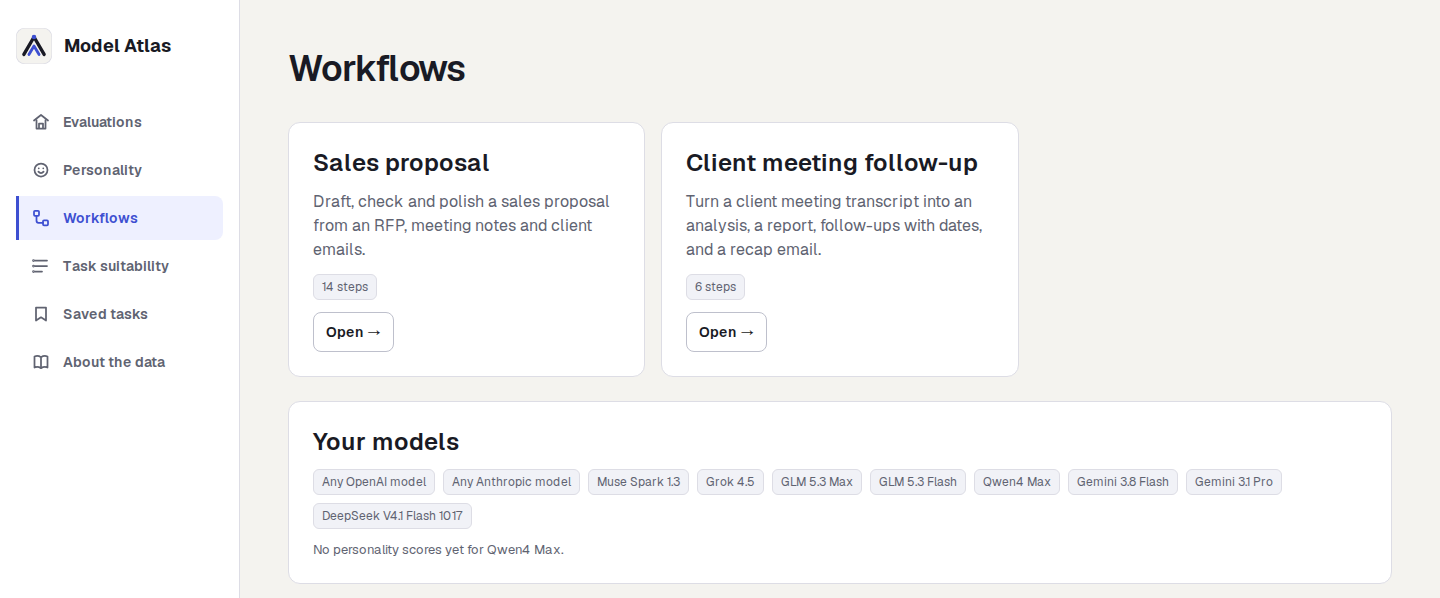 Model Atlas
Evaluations
Personality
Workflows
Task suitability
Saved tasks
About the data
Workflows
Sales proposal
Draft, check and polish a sales proposal
from an RFP, meeting notes and client
emails.
14 steps
Open →
Client meeting follow-up
Turn a client meeting transcript into an
analysis, a report, follow-ups with dates,
and a recap email.
6 steps
Open →
Your models
Any OpenAI model
Any Anthropic model
Muse Spark 1.3
Grok 4.5
GLM 5.3 Max
GLM 5.3 Flash
Qwen4 Max
Gemini 3.8 Flash
Gemini 3.1 Pro
DeepSeek V4.1 Flash 1017
No personality scores yet for Qwen4 Max.